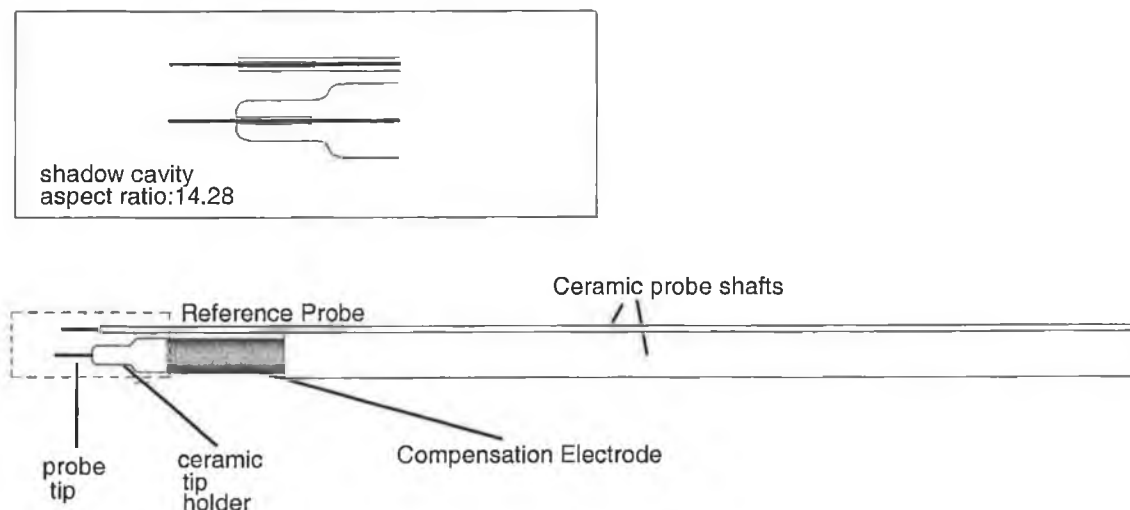 shadow cavity
aspect ratio:14.28
Ceramic probe shafts
Reference Probe
Compensation Electrode
probe
tip
ceramic
tip
holder